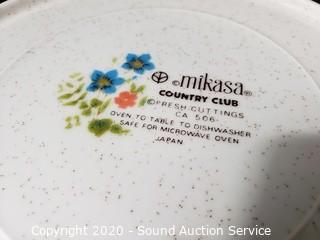 ©mikasa®
COUNTRY CLUB
©FRESH CUTTINGS
CA 506
OVEN TO TABLE TO DISHWASHER
SAFE FOR MICROWAVE OVEN
JAPAN
Copyright 2020 - Sound Auction Service